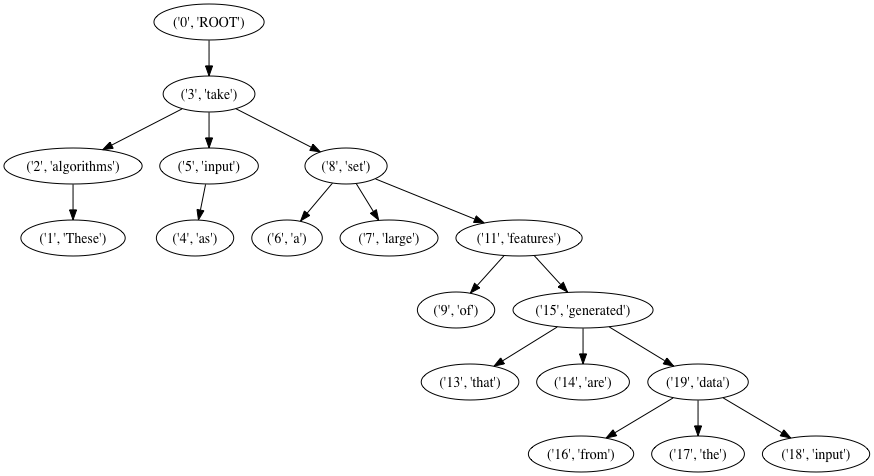 ('0', 'ROOT')
('3', 'take')
('2', 'algorithms')
('5', 'input')
('8', 'set')
('1', 'These')
('4', 'as')
('6', 'a')
('7', 'large')
('11', 'features')
('9', 'of')
('15', 'generated')
('13', 'that')
('14', 'are')
('19', 'data')
('16', 'from')
('17', 'the')
('18', 'input')